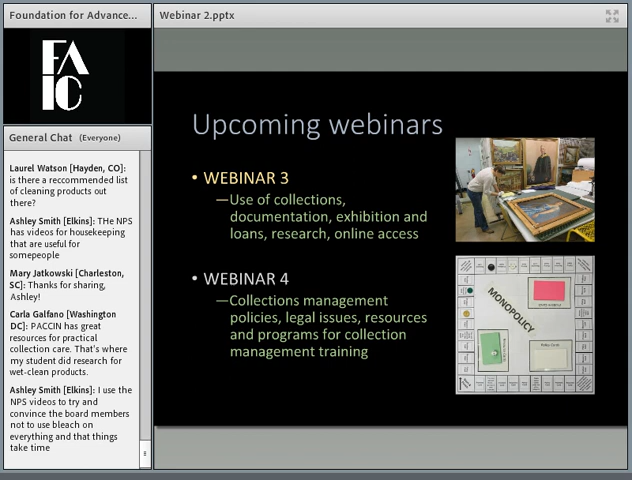 Foundation for Advance...
FA
IC
General Chat (Everyone)
Laurel Watson [Hayden, CO]:
is there a reccommended list
of cleaning products out
there?
Ashley Smith [Elkins]: THe NPS
has videos for housekeeping
that are useful for
somepeople
Mary Jatkowski [Charleston,
SC]: Thanks for sharing,
Ashley!
Carla Galfano [Washington
DC]: PACCIN has great
resources for practical
collection care. That's where
my student did research for
wet-clean products.
Ashley Smith [Elkins]: I use the
NPS videos to try and
convince the board members
not to use bleach on
everything and that things
take time
Webinar 2.pptx
Upcoming webinars
• WEBINAR 3
—Use of collections,
documentation, exhibition and
loans, research, online access
• WEBINAR 4
—Collections management
policies, legal issues, resources
and programs for collection
management training
MONOPOLICY